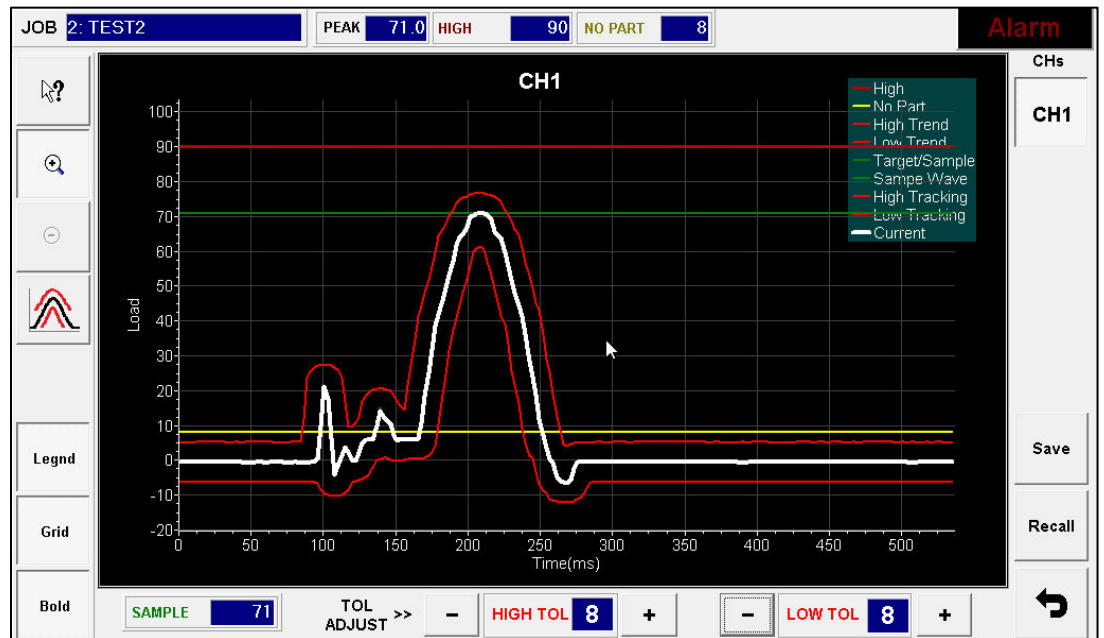 JOB 2: TEST2 PEAK 71.0 HIGH 90 NO PART 8 Alarm
?
CHs
CH1
CH1
High
No Part
High Trend
Low Trend
Target/Sample
Sampe Wave
High Tracking
Low Tracking
Current
100
90
80
70
60
50
40
30
20
10
0
-10
-20
Load
0 50 100 150 200 250 300 350 400 450 500
Time(ms)
Legnd
Grid
Bold
Save
Recall
SAMPLE 71 TOL ADJUST >> - HIGH TOL 8 + - LOW TOL 8 +